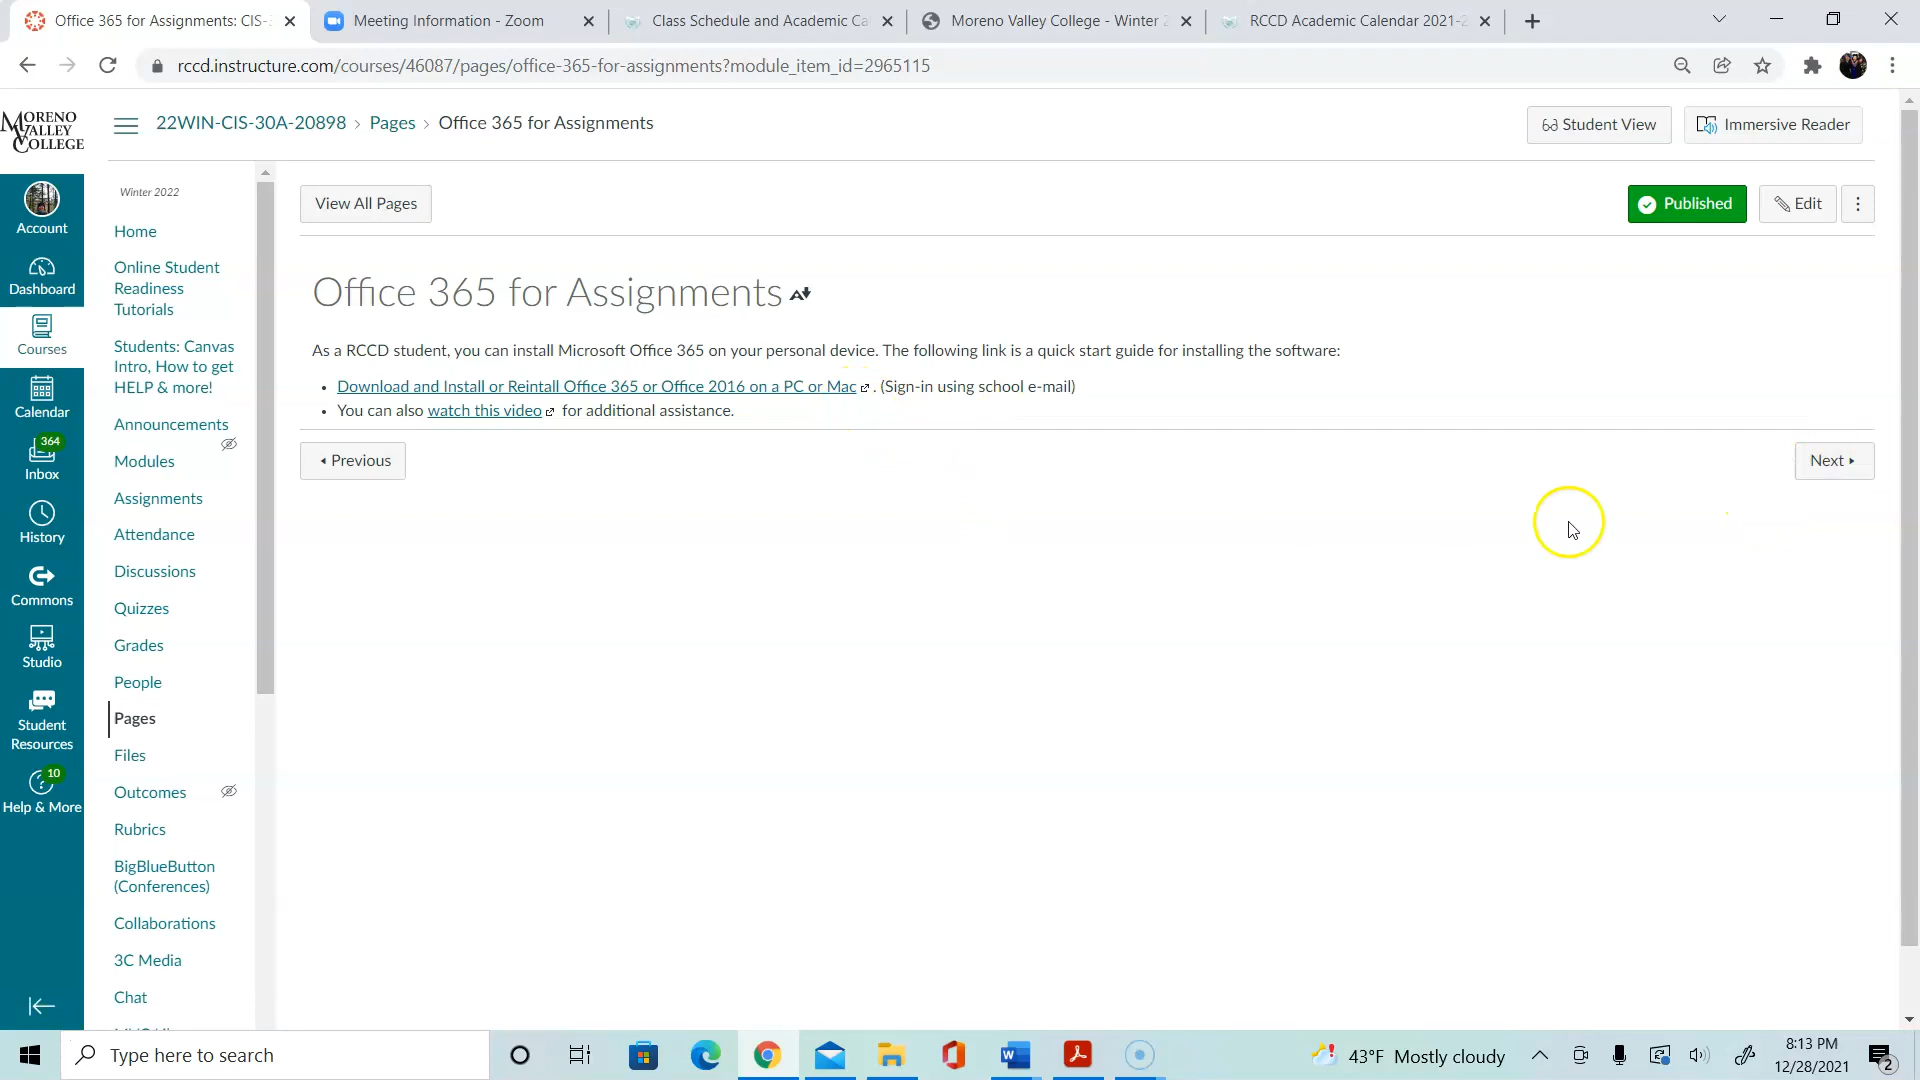 Office 365 for Assignments: CIS-
Meeting Information - Zoom
Class Schedule and Academic Ca
Moreno Valley College - Winter 2
RCCD Academic Calendar 2021-2
rccd.instructure.com/courses/46087/pages/office-365-for-assignments?module_item_id=2965115
MORENO
VALLEY
COLLEGE
22WIN-CIS-30A-20898 › Pages › Office 365 for Assignments
Student View
Immersive Reader
Account
Dashboard
Courses
Calendar
364
Inbox
History
Commons
Studio
Student
Resources
10
Help & More
Winter 2022
Home
Online Student
Readiness
Tutorials
Students: Canvas
Intro, How to get
HELP & more!
Announcements
Modules
Assignments
Attendance
Discussions
Quizzes
Grades
People
Pages
Files
Outcomes
Rubrics
BigBlueButton
(Conferences)
Collaborations
3C Media
Chat
View All Pages
Published
Edit
Office 365 for Assignments
As a RCCD student, you can install Microsoft Office 365 on your personal device. The following link is a quick start guide for installing the software:
• Download and Install or Reintall Office 365 or Office 2016 on a PC or Mac . (Sign-in using school e-mail)
• You can also watch this video for additional assistance.
Previous
Next
Type here to search
43°F Mostly cloudy
8:13 PM
12/28/2021
2